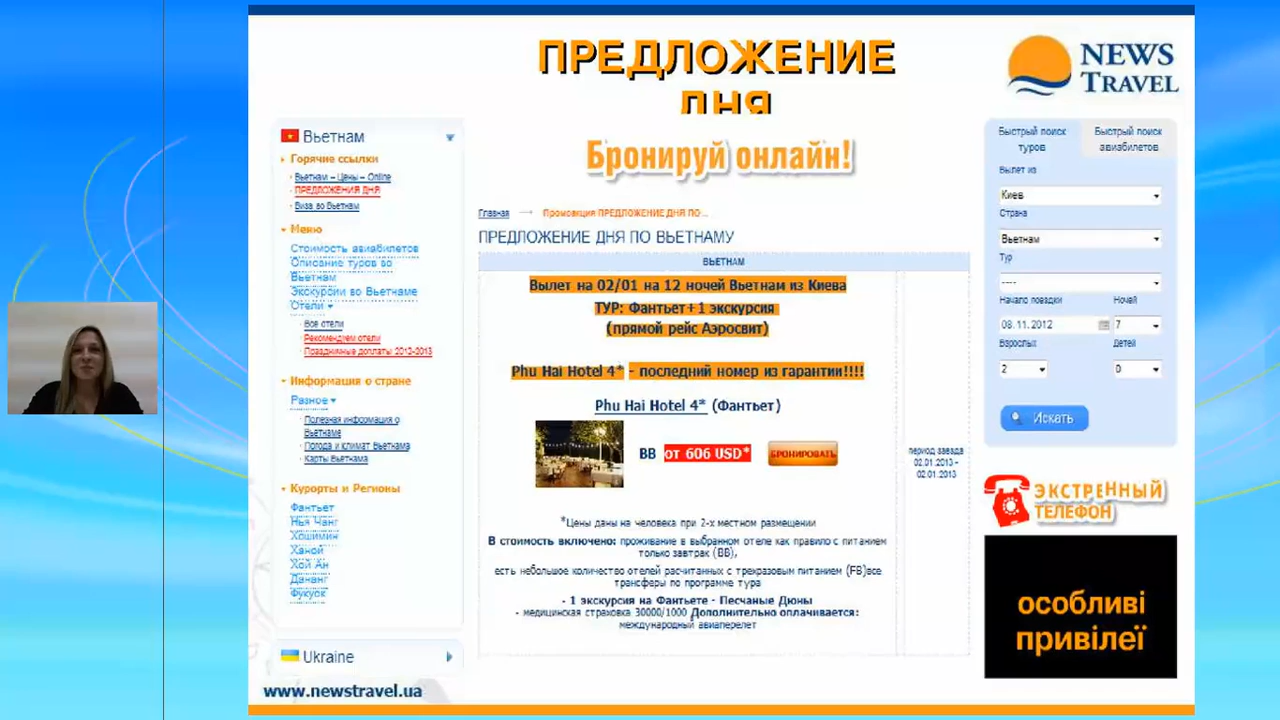 ПРЕДЛОЖЕНИЕ
ДНЯ
NEWS
TRAVEL
Бронируй онлайн!
Вьетнам
Горячие ссылки
Вьетнам – Цены – Online
ПРЕДЛОЖЕНИЯ ДНЯ
Виза во Вьетнам
Меню
Стоимость авиабилетов
Описание туров во
Вьетнам
Экскурсии во Вьетнаме
Отели
Все отели
Рекомендуем отели
Праздничные доплаты 2012-2013
Информация о стране
Разное
Полезная информация о
Вьетнаме
Погода и Климат Вьетнама
Карты Вьетнама
Курорты и Регионы
Фантьет
Нья Чанг
Хошимин
Ханой
Хой Ан
Дананг
Фукуок
Ukraine
www.newstravel.ua
Главная → Промоакция ПРЕДЛОЖЕНИЕ ДНЯ ПО ...
ПРЕДЛОЖЕНИЕ ДНЯ ПО ВЬЕТНАМУ
ВЬЕТНАМ
Вылет на 02/01 на 12 ночей Вьетнам из Киева
ТУР: Фантьет+1 экскурсия
(прямой рейс Аэросвит)
Phu Hai Hotel 4* - последний номер из гарантии!!!!
Phu Hai Hotel 4* (Фантьет)
BB от 606 USD*
БРОНИРОВАТЬ
период заезда
02.01.2013 -
02.01.2013
*Цены даны на человека при 2-х местном размещении
В стоимость включено: проживание в выбранном отеле как правило с питанием
только завтрак (BB),
есть небольшое количество отелей расчитанных с трехразовым питанием (FB)все
трансферы по программе тура
- 1 экскурсия на Фантьете - Песчаные Дюны
- медицинская страховка 30000/1000 Дополнительно оплачивается:
международный авиаперелет
Быстрый поиск
туров
Быстрый поиск
авиабилетов
Вылет из
Киев
Страна
Вьетнам
Тур
----
Начало поездки
Ночей
08.11.2012
7
Взрослых
Детей
2
0
Искать
ЭКСТРЕННЫЙ
ТЕЛЕФОН
особливі
привілеї